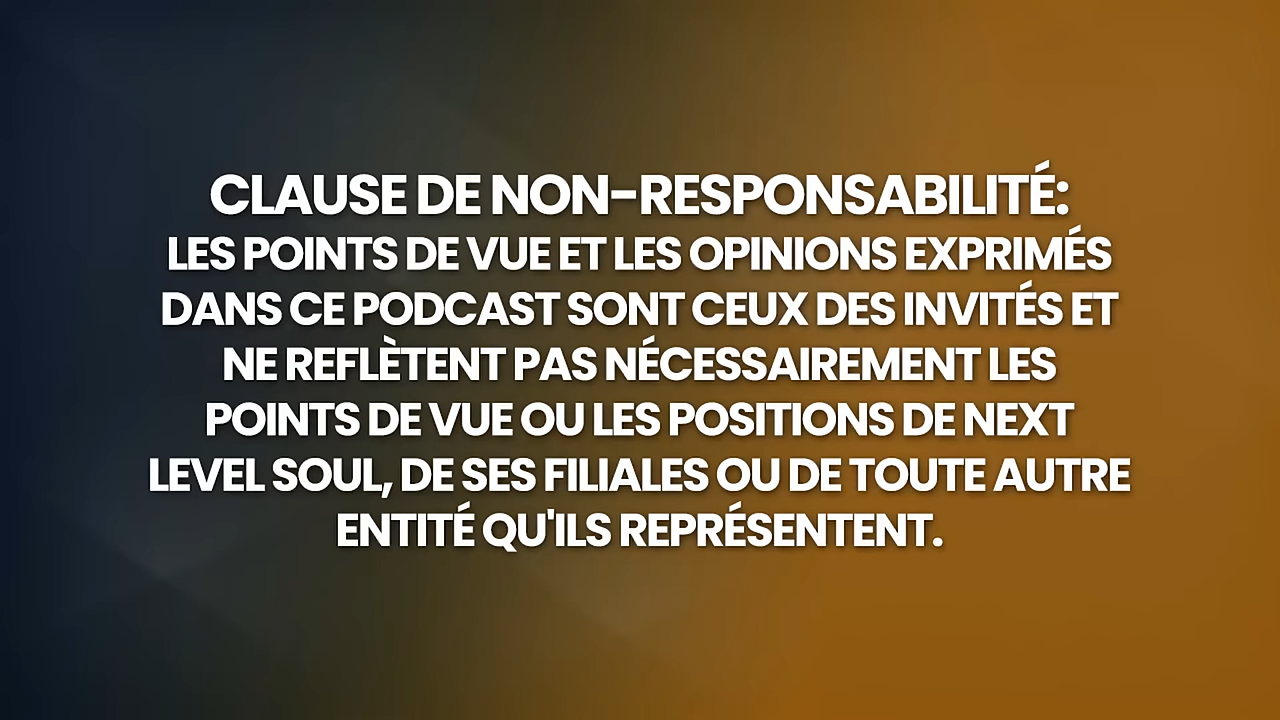 CLAUSE DE NON-RESPONSABILITÉ:
LES POINTS DE VUE ET LES OPINIONS EXPRIMÉS
DANS CE PODCAST SONT CEUX DES INVITÉS ET
NE REFLÈTENT PAS NÉCESSAIREMENT LES
POINTS DE VUE OU LES POSITIONS DE NEXT
LEVEL SOUL, DE SES FILIALES OU DE TOUTE AUTRE
ENTITÉ QU'ILS REPRÉSENTENT.